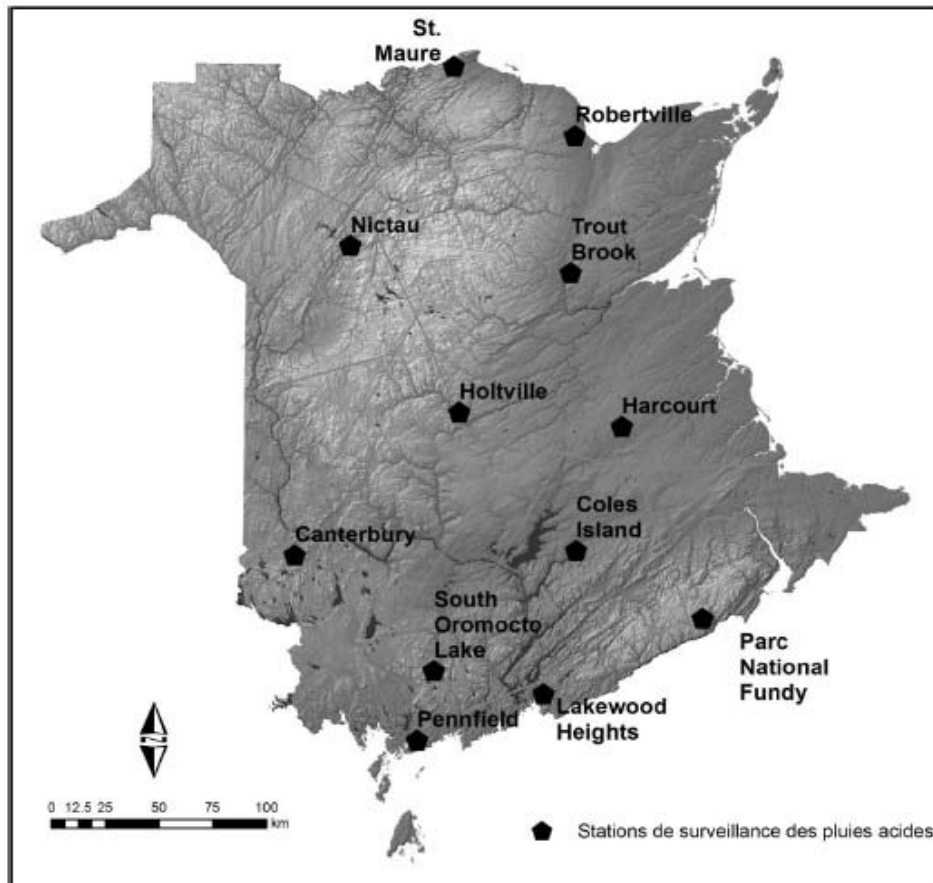 St.
Maure
Robertville
Nictau
Trout
Brook
Holtville
Harcourt
Coles
Island
Canterbury
South
Oromocto
Lake
Parc
National
Fundy
Lakewood
Heights
Pennfield
N
0 12.5 25 50 75 100
km
Stations de surveillance des pluies acides